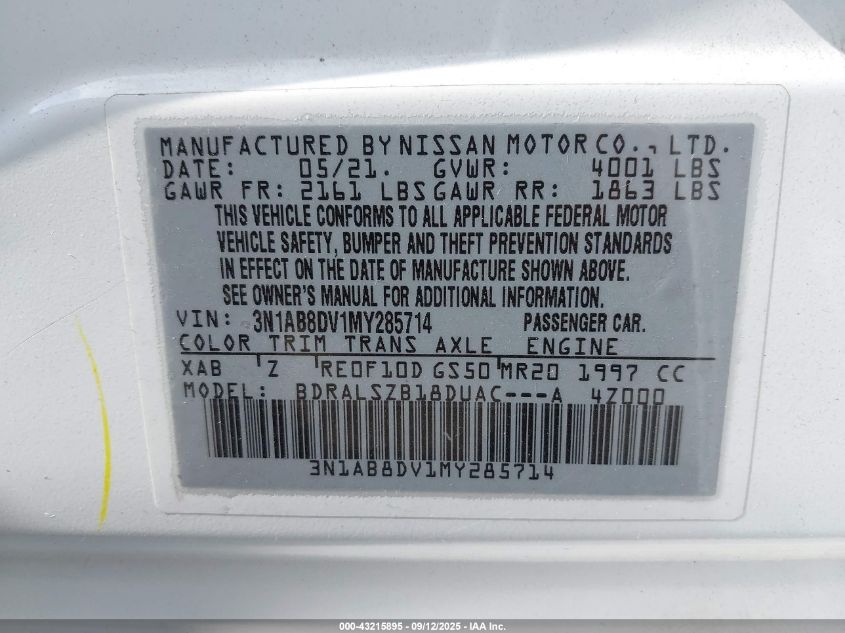 MANUFACTURED BY NISSAN MOTOR CO., LTD.
DATE: 05/21. GVWR: 4001 LBS
GAWR FR: 2161 LBS GAWR RR: 1863 LBS
THIS VEHICLE CONFORMS TO ALL APPLICABLE FEDERAL MOTOR
VEHICLE SAFETY, BUMPER AND THEFT PREVENTION STANDARDS
IN EFFECT ON THE DATE OF MANUFACTURE SHOWN ABOVE.
SEE OWNER'S MANUAL FOR ADDITIONAL INFORMATION.
VIN: 3N1AB8DV1MY285714 PASSENGER CAR.
COLOR TRIM TRANS AXLE ENGINE
XAB Z RE0F10D GS50 MR20 1997 CC
MODEL: BDRALSZB18DUAC---A 4Z000
3N1AB8DV1MY285714
000-43215895 - 09/12/2025 - IAA Inc.